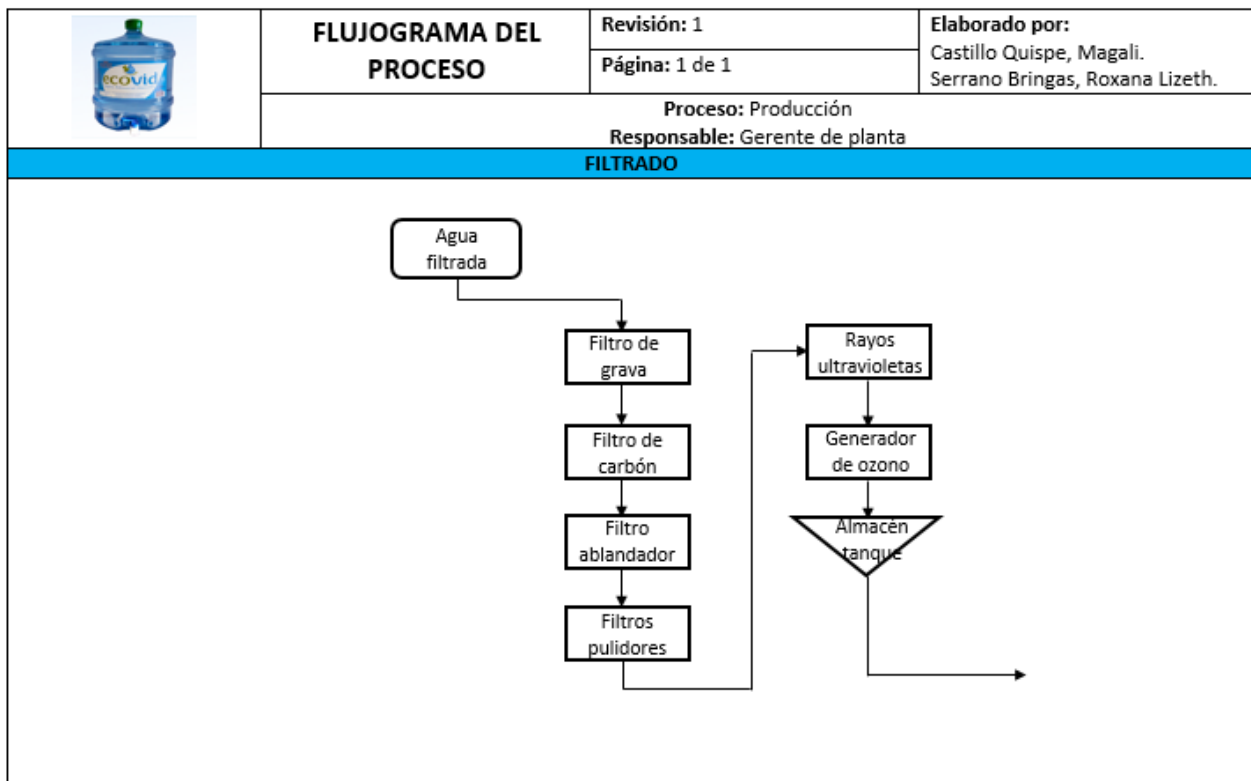 ecovid
FLUJOGRAMA DEL
PROCESO
Revisión: 1
Página: 1 de 1
Elaborado por:
Castillo Quispe, Magali.
Serrano Bringas, Roxana Lizeth.
Proceso: Producción
Responsable: Gerente de planta
FILTRADO
Agua
filtrada
Filtro de
grava
Filtro de
carbón
Filtro
ablandador
Filtros
pulidores
Rayos
ultravioletas
Generador
de ozono
Almacén
tanque